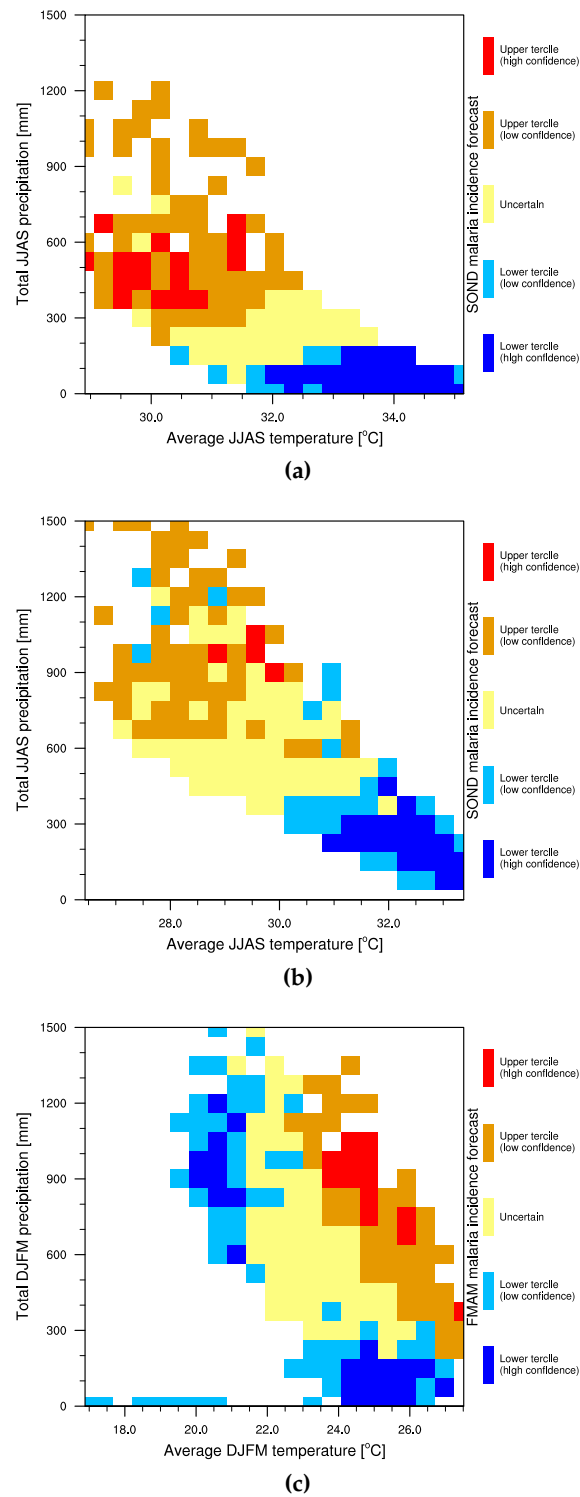 1500
1200
900
600
300
0
Total JJAS precipitation [mm]
30.0 32.0 34.0
Average JJAS temperature [°C]
SOND malaria incidence forecast
Upper tercile
(high confidence)
Upper tercile
(low confidence)
Uncertain
Lower tercile
(low confidence)
Lower tercile
(high confidence)
(a)
1500
1200
900
600
300
0
Total JJAS precipitation [mm]
28.0 30.0 32.0
Average JJAS temperature [°C]
SOND malaria incidence forecast
Upper tercile
(high confidence)
Upper tercile
(low confidence)
Uncertain
Lower tercile
(low confidence)
Lower tercile
(high confidence)
(b)
1500
1200
900
600
300
0
Total DJFM precipitation [mm]
18.0 20.0 22.0 24.0 26.0
Average DJFM temperature [°C]
FMAM malaria incidence forecast
Upper tercile
(high confidence)
Upper tercile
(low confidence)
Uncertain
Lower tercile
(low confidence)
Lower tercile
(high confidence)
(c)